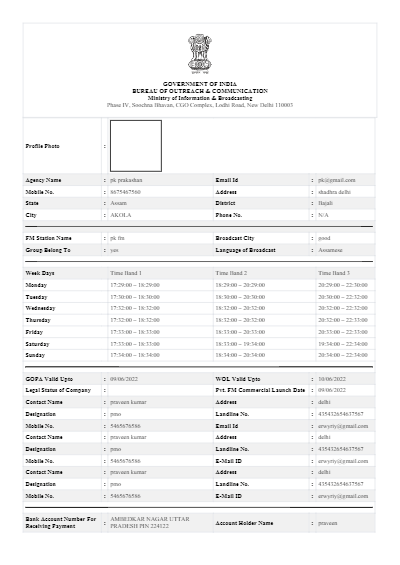 GOVERNMENT OF INDIA
BUREAU OF OUTREACH & COMMUNICATION
Ministry of Information & Broadcasting
Phase IV, Soochna Bhavan, CGO Complex, Lodhi Road, New Delhi 110003
Profile Photo :
Agency Name : pk prakashan Email Id : pk@gmail.com
Mobile No. : 8675467560 Address : shadhra delhi
State : Assam District : Bajali
City : AKOLA Phone No. : N/A
FM Station Name : pk fm Broadcast City : good
Group Belong To : yes Language of Broadcast : Assamese
Week Days Time Band 1 Time Band 2 Time Band 3
Monday 17:29:00 – 18:29:00 18:29:00 – 20:29:00 20:29:00 – 22:30:00
Tuesday 17:30:00 – 18:30:00 18:30:00 – 20:30:00 20:32:00 – 22:32:00
Wednesday 17:32:00 – 18:32:00 18:32:00 – 20:32:00 20:32:00 – 22:32:00
Thursday 17:32:00 – 18:32:00 18:32:00 – 20:32:00 20:32:00 – 22:33:00
Friday 17:33:00 – 18:33:00 18:33:00 – 20:33:00 20:33:00 – 22:33:00
Saturday 17:33:00 – 18:33:00 18:33:00 – 19:34:00 19:34:00 – 22:34:00
Sunday 17:34:00 – 18:34:00 18:34:00 – 20:34:00 20:34:00 – 22:34:00
GOPA Valid Upto : 09/06/2022 WOL Valid Upto : 10/06/2022
Legal Status of Company : Pvt. FM Commercial Launch Date : 09/06/2022
Contact Name : praveen kumar Address : delhi
Designation : pmo Landline No. : 435432654637567
Mobile No. : 5465676586 Email Id : erwyriy@gmail.com
Contact Name : praveen kumar Address : delhi
Designation : pmo Landline No. : 435432654637567
Mobile No. : 5465676586 E-Mail ID : erwyriy@gmail.com
Contact Name : praveen kumar Address : delhi
Designation : pmo Landline No. : 435432654637567
Mobile No. : 5465676586 E-Mail ID : erwyriy@gmail.com
Bank Account Number For Receiving Payment : AMBEDKAR NAGAR UTTAR PRADESH PIN 224122 Account Holder Name : praveen